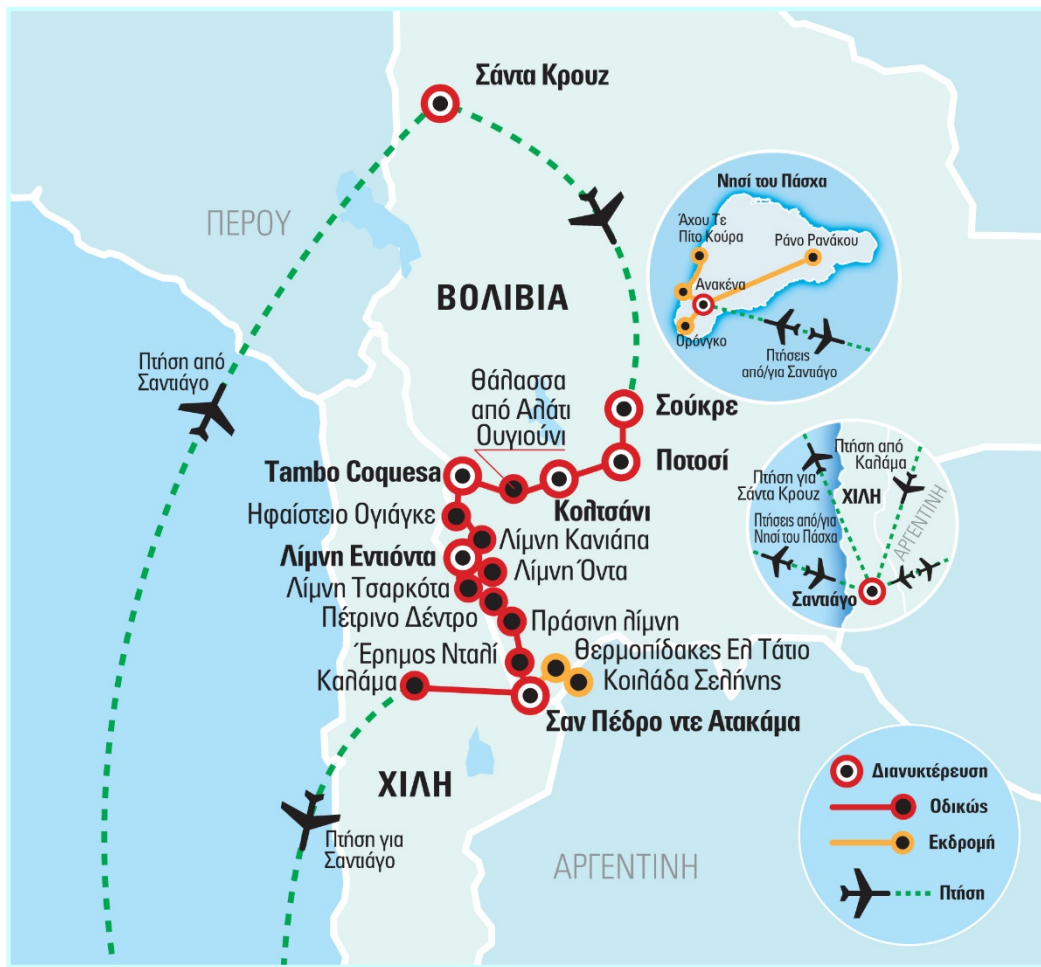 Σάντα Κρουζ
ΠΕΡΟΥ
ΒΟΛΙΒΙΑ
Νησί του Πάσχα
Άχου Τε
Πίτο Κούρα
Ράνο Ρανάκου
Ανακένα
Ορόνγκο
Πτήσεις
από/για Σαντιάγο
Πτήση από
Σαντιάγο
Θάλασσα
από Αλάτι
Ουγιούνι
Σούκρε
Ποτοσί
Tambo Coquesa
Κολτσάνι
Ηφαίστειο Ογιάγκε
Λίμνη Κανιάπα
Λίμνη Εντιόντα
Λίμνη Όντα
Λίμνη Τσαρκότα
Πέτρινο Δέντρο
Πράσινη λίμνη
Έρημος Νταλί
Θερμοπίδακες Ελ Τάτιο
Καλάμα
Κοιλάδα Σελήνης
Σαν Πέδρο ντε Ατακάμα
Πτήση από
Καλάμα
Πτήση για
Σάντα Κρουζ
ΧΙΛΗ
ΑΡΓΕΝΤΙΝΗ
Πτήσεις από/για
Νησί του Πάσχα
Σαντιάγο
ΧΙΛΗ
Πτήση για
Σαντιάγο
ΑΡΓΕΝΤΙΝΗ
Διανυκτέρευση
Οδικώς
Εκδρομή
Πτήση